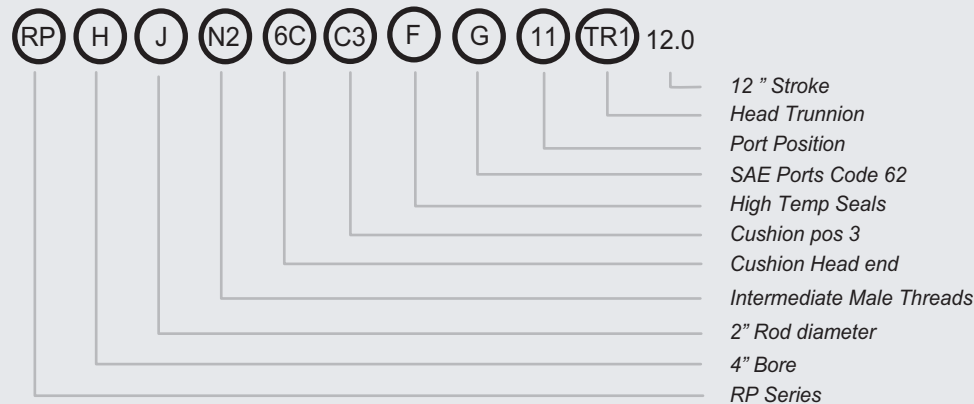 RP H J N2 6C C3 F G 11 TR1 12.0
12 ” Stroke
Head Trunnion
Port Position
SAE Ports Code 62
High Temp Seals
Cushion pos 3
Cushion Head end
Intermediate Male Threads
2” Rod diameter
4” Bore
RP Series